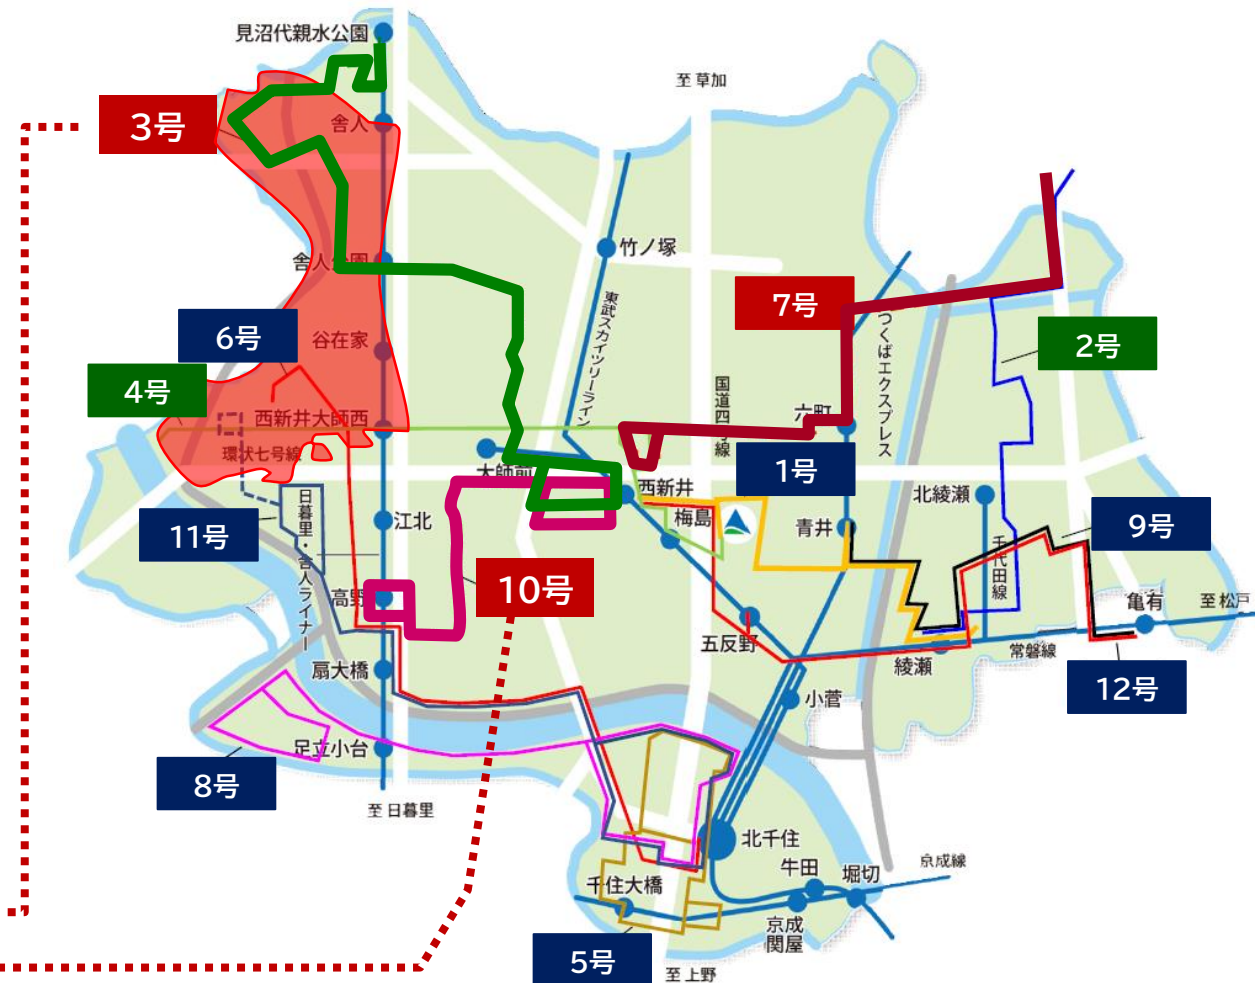 見沼代親水公園
至 草加
3号
舎人
舎人公園
竹ノ塚
東武スカイツリーライン
7号
つくばエクスプレス
6号
谷在家
2号
4号
国道四号線
六町
西新井大師西
環状七号線
大師前
1号
西新井
北綾瀬
日暮里・舎人ライナー
11号
江北
梅島
青井
千代田線
9号
高野
10号
亀有
至 松戸
五反野
綾瀬
常磐線
扇大橋
12号
小菅
足立小台
8号
至 日暮里
北千住
牛田
堀切
京成線
千住大橋
京成
関屋
5号
至 上野